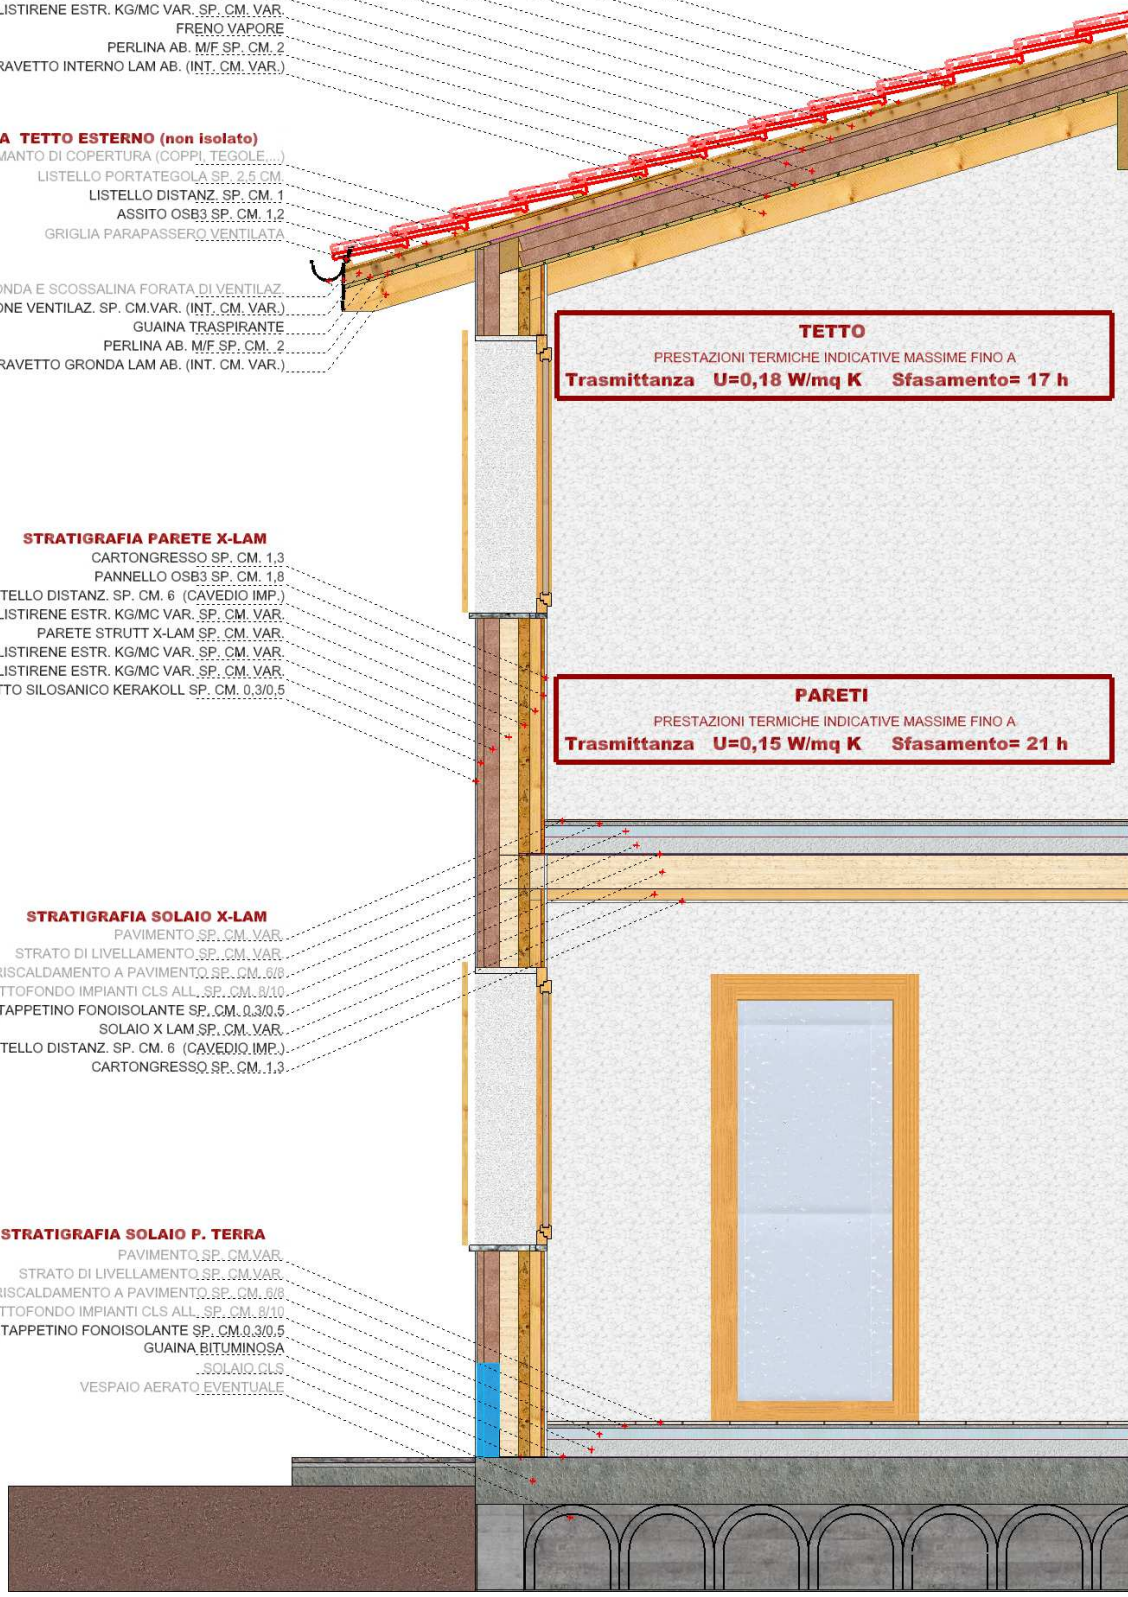 LISTIRENE ESTR. KG/MC VAR. SP. CM. VAR.
FRENO VAPORE
PERLINA AB. M/F SP. CM. 2
RAVETTO INTERNO LAM AB. (INT. CM. VAR.)
A TETTO ESTERNO (non isolato)
MANTO DI COPERTURA (COPPI, TEGOLE,...)
LISTELLO PORTATEGOLA SP. 2,5 CM.
LISTELLO DISTANZ. SP. CM. 1
ASSITO OSB3 SP. CM. 1,2
GRIGLIA PARAPASSERO VENTILATA
ONDA E SCOSSALINA FORATA DI VENTILAZ.
ONE VENTILAZ. SP. CM.VAR. (INT. CM. VAR.)
GUAINA TRASPIRANTE
PERLINA AB. M/F SP. CM. 2
RAVETTO GRONDA LAM AB. (INT. CM. VAR.)
TETTO
PRESTAZIONI TERMICHE INDICATIVE MASSIME FINO A
Trasmittanza U=0,18 W/mq K Sfasamento= 17 h
STRATIGRAFIA PARETE X-LAM
CARTONGRESSO SP. CM. 1,3
PANNELLO OSB3 SP. CM. 1,8
TELLO DISTANZ. SP. CM. 6 (CAVEDIO IMP.)
LISTIRENE ESTR. KG/MC VAR. SP. CM. VAR.
PARETE STRUTT X-LAM SP. CM. VAR.
LISTIRENE ESTR. KG/MC VAR. SP. CM. VAR.
LISTIRENE ESTR. KG/MC VAR. SP. CM. VAR.
TTO SILOSANICO KERAKOLL SP. CM. 0,3/0,5
PARETI
PRESTAZIONI TERMICHE INDICATIVE MASSIME FINO A
Trasmittanza U=0,15 W/mq K Sfasamento= 21 h
STRATIGRAFIA SOLAIO X-LAM
PAVIMENTO SP. CM. VAR.
STRATO DI LIVELLAMENTO SP. CM. VAR.
RISCALDAMENTO A PAVIMENTO SP. CM. 6/8
TTOFONDO IMPIANTI CLS ALL. SP. CM. 8/10
TAPPETINO FONOISOLANTE SP. CM. 0,3/0,5
SOLAIO X LAM SP. CM. VAR.
TELLO DISTANZ. SP. CM. 6 (CAVEDIO IMP.)
CARTONGRESSO SP. CM. 1,3
STRATIGRAFIA SOLAIO P. TERRA
PAVIMENTO SP. CM.VAR.
STRATO DI LIVELLAMENTO SP. CM.VAR.
RISCALDAMENTO A PAVIMENTO SP. CM. 6/8
TTOFONDO IMPIANTI CLS ALL. SP. CM. 8/10
TAPPETINO FONOISOLANTE SP. CM.0,3/0,5
GUAINA BITUMINOSA
SOLAIO CLS
VESPAIO AERATO EVENTUALE